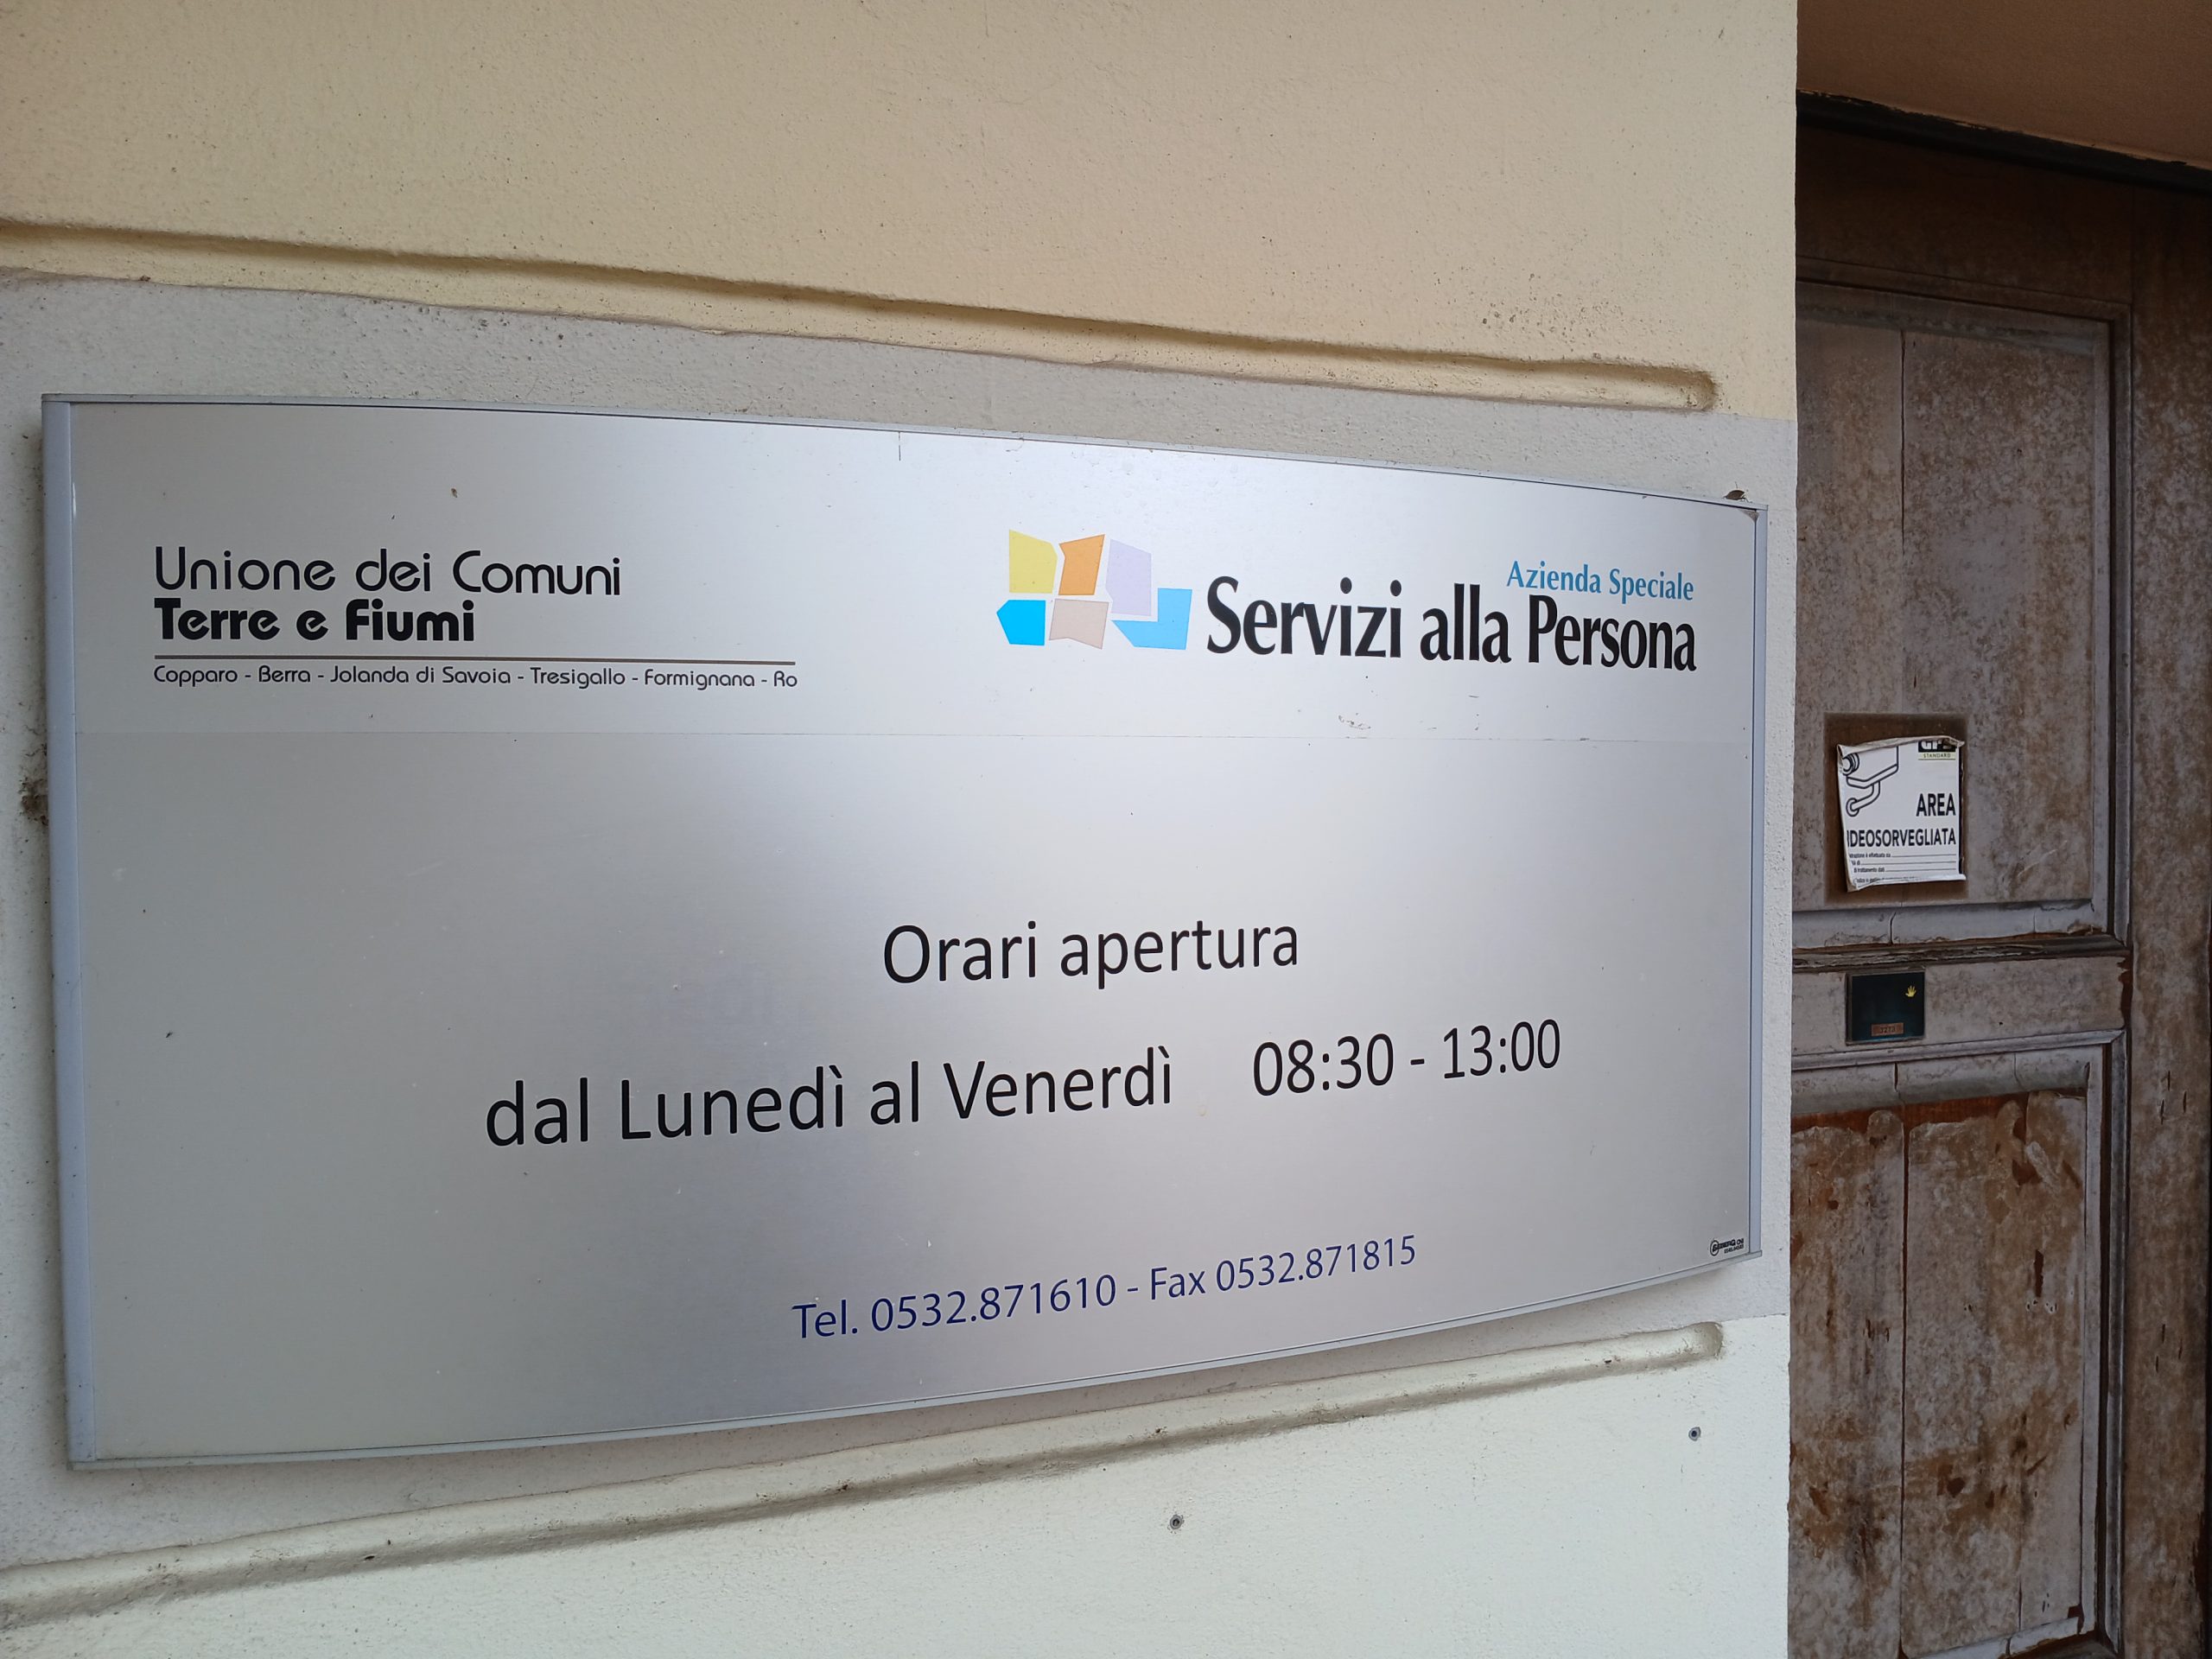 Unione dei Comuni
Terre e Fiumi
Copparo - Berra - Jolanda di Savoia - Tresigallo - Formignana - Ro
Azienda Speciale
Servizi alla Persona
Orari apertura
dal Lunedì al Venerdì 08:30 - 13:00
Tel. 0532.871610 - Fax 0532.871815
STANDARD
AREA
IDEOSORVEGLIATA